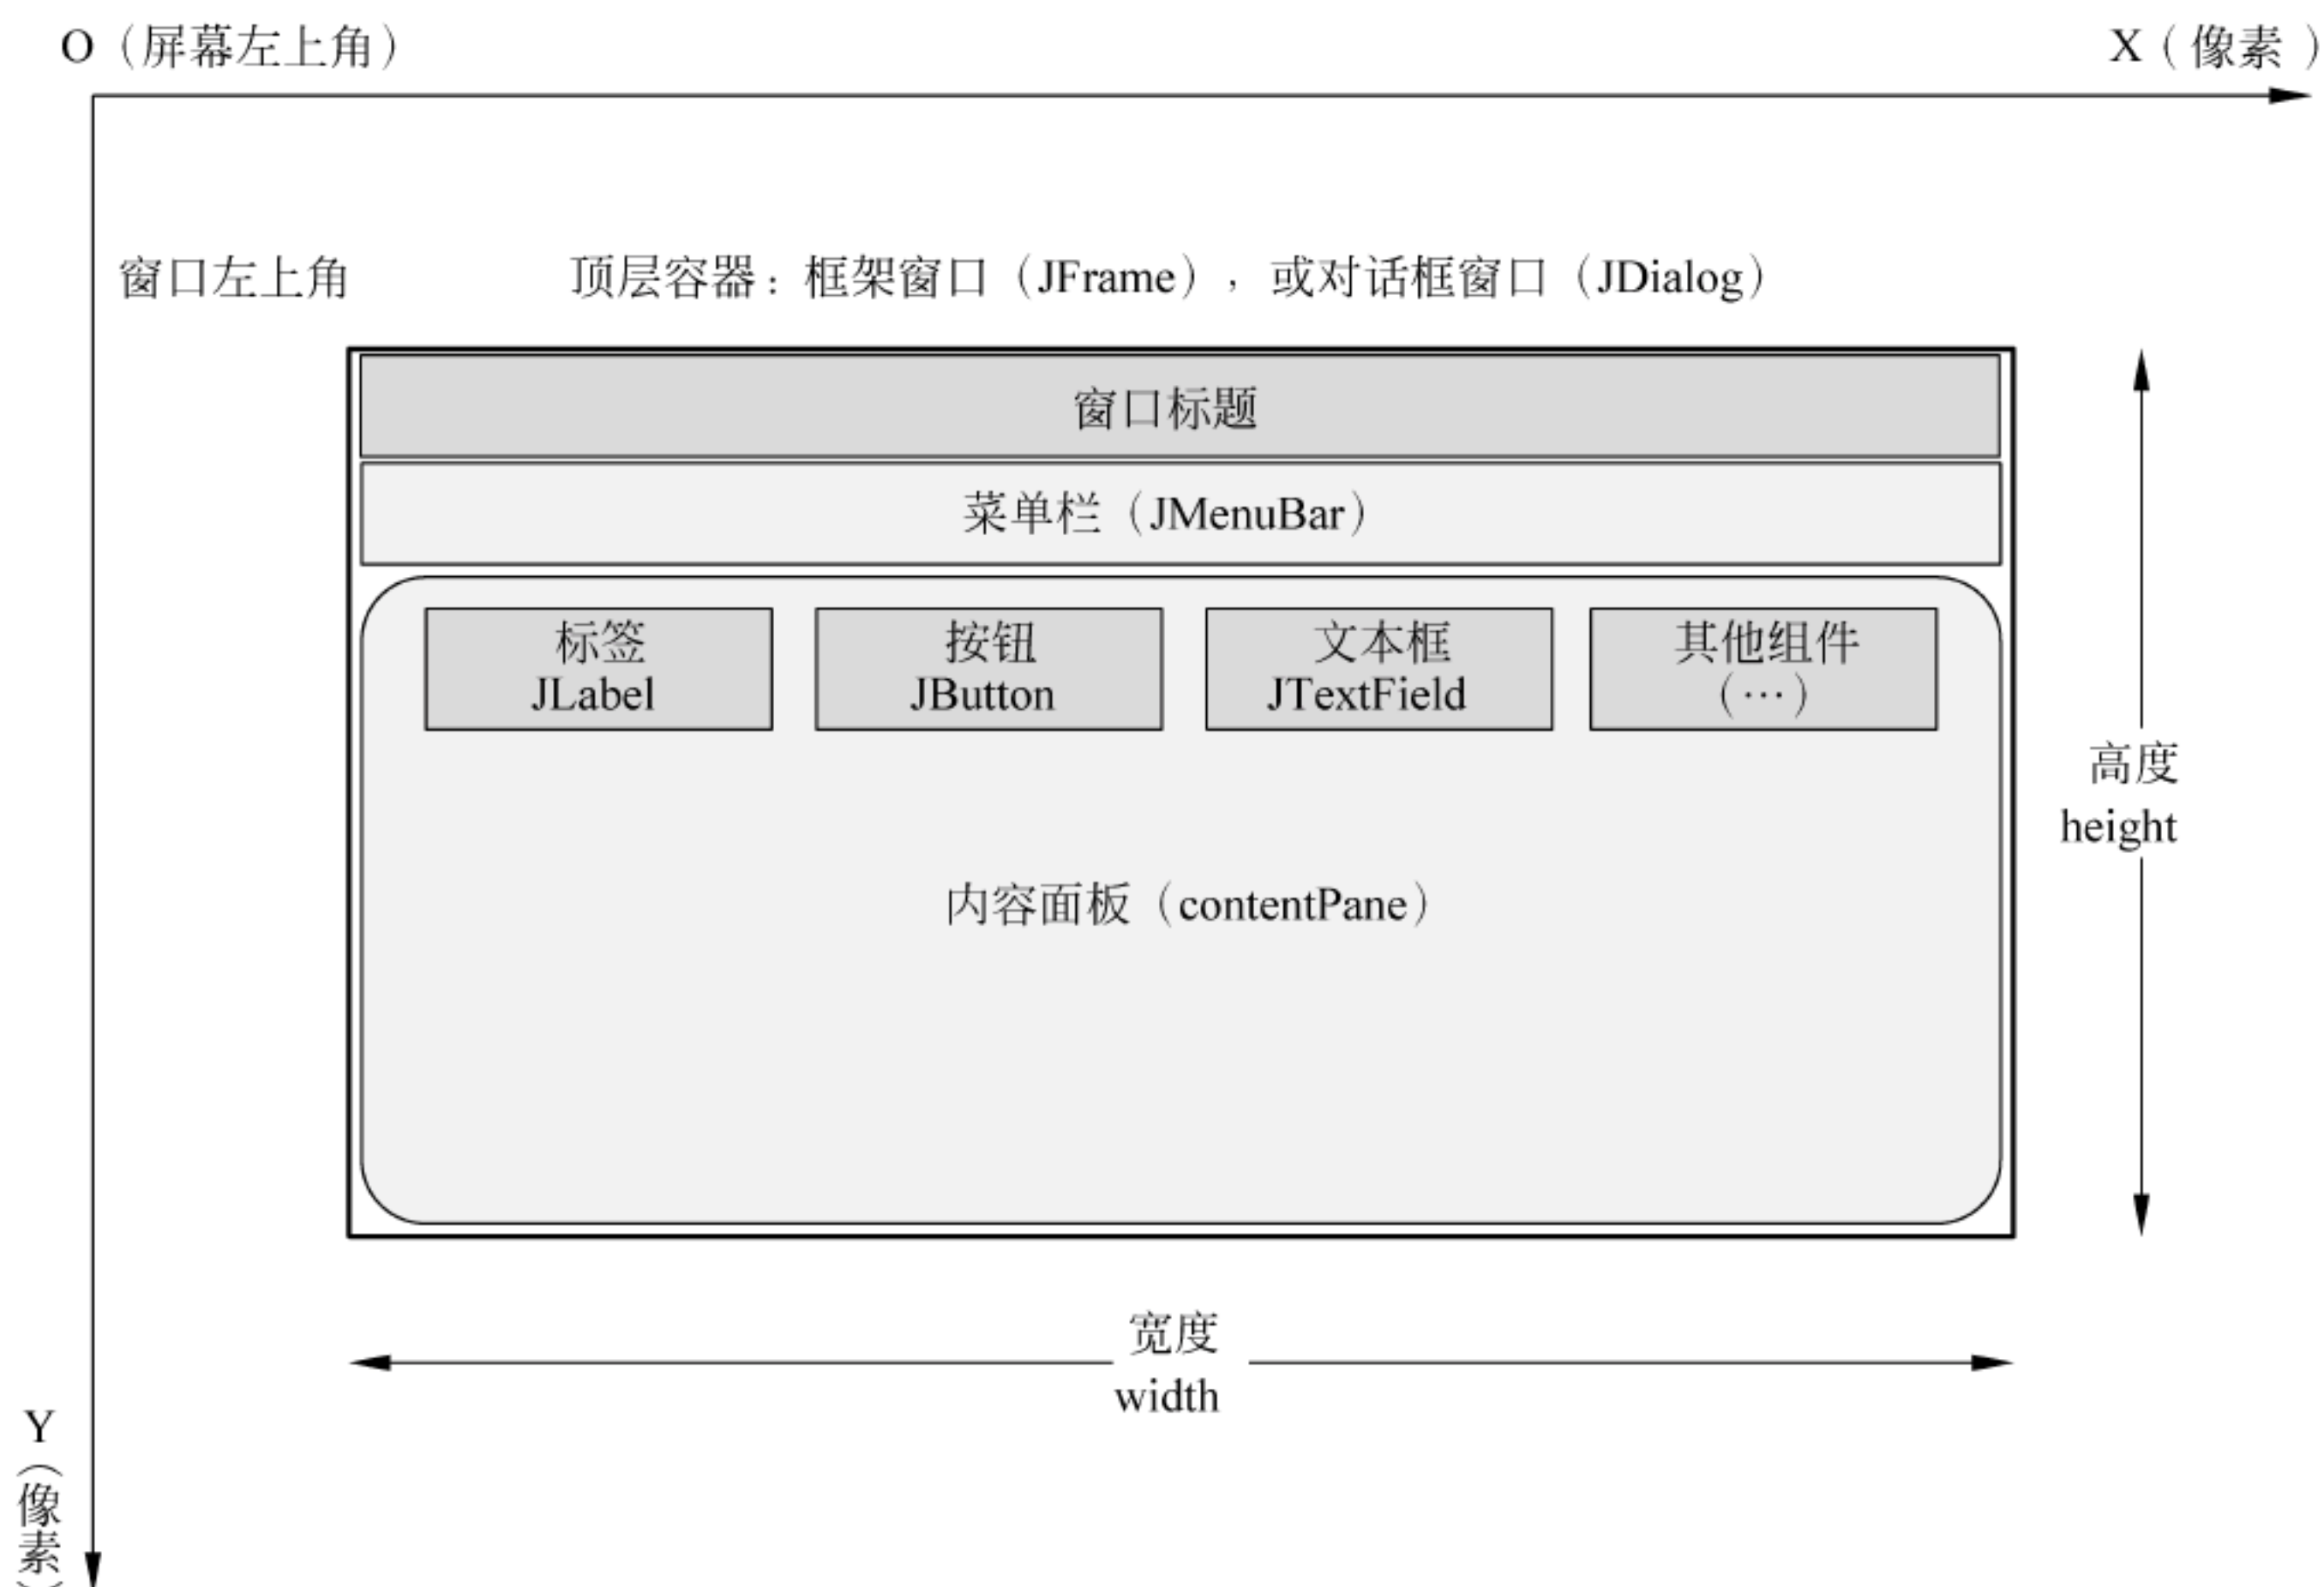 O（屏幕左上角）
X（像素）
窗口左上角
顶层容器：框架窗口（JFrame），或对话框窗口（JDialog）
窗口标题
菜单栏（JMenuBar）
标签
JLabel
按钮
JButton
文本框
JTextField
其他组件
（…）
高度
height
内容面板（contentPane）
宽度
width
Y（像素）